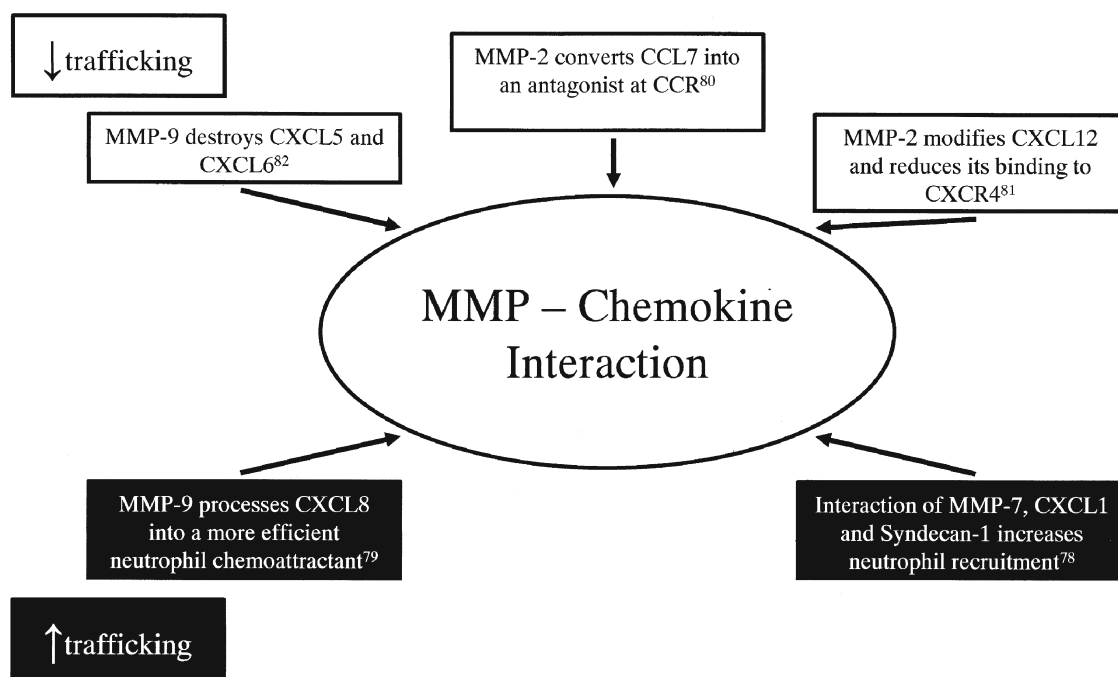 ↓trafficking
MMP-2 converts CCL7 into
an antagonist at CCR80
MMP-9 destroys CXCL5 and
CXCL682
MMP-2 modifies CXCL12
and reduces its binding to
CXCR481
MMP – Chemokine
Interaction
MMP-9 processes CXCL8
into a more efficient
neutrophil chemoattractant79
Interaction of MMP-7, CXCL1
and Syndecan-1 increases
neutrophil recruitment78
↑trafficking